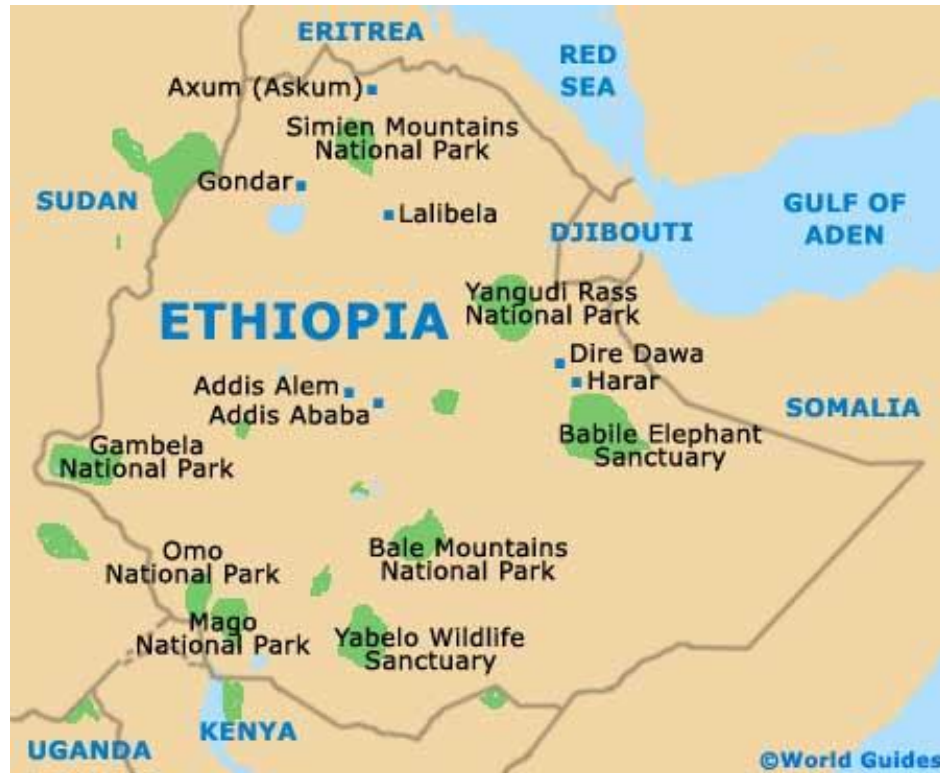 ERITREA
RED
SEA
Axum (Askum)
Simien Mountains
National Park
SUDAN
Gondar
Lalibela
GULF OF
ADEN
DJIBOUTI
Yangudi Rass
National Park
ETHIOPIA
Dire Dawa
Harar
Addis Alem
Addis Ababa
SOMALIA
Babile Elephant
Sanctuary
Gambela
National Park
Omo
National Park
Bale Mountains
National Park
Mago
National Park
Yabelo Wildlife
Sanctuary
KENYA
UGANDA
©World Guides